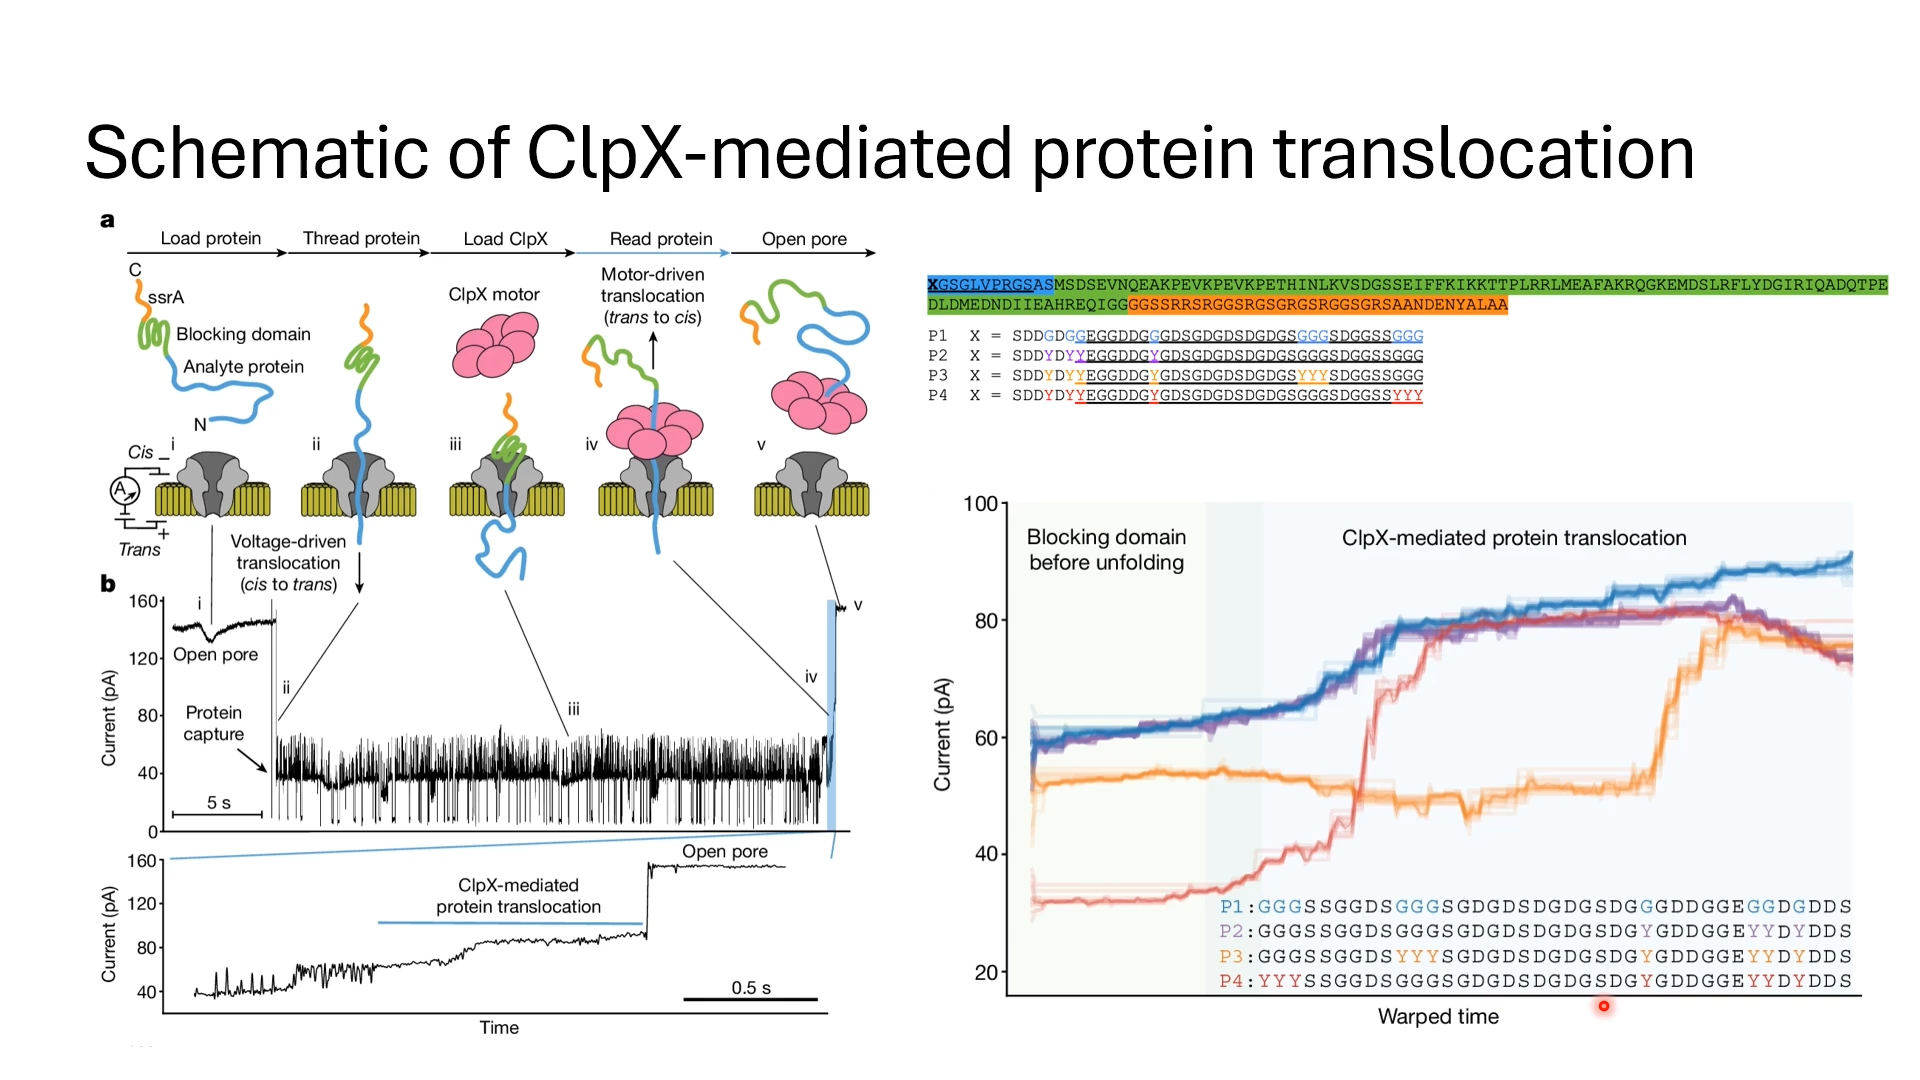 Schematic of ClpX-mediated protein translocation
a
Load protein
Thread protein
Load ClpX
Read protein
Open pore
C
ssrA
Blocking domain
Analyte protein
N
ClpX motor
Motor-driven
translocation
(trans to cis)
i
ii
iii
iv
v
Cis
−
A
+
Trans
Voltage-driven
translocation
(cis to trans)
b
160
120
80
40
0
Current (pA)
i
Open pore
ii
Protein
capture
5 s
iii
iv
v
160
120
80
40
Current (pA)
Open pore
ClpX-mediated
protein translocation
0.5 s
Time
XGSGLVPRGSASMSDSEVNQEAKPEVKPEVKPETHINLKVSDGSSEIFFKIKKTTPLRRLMEAFAKRQGKEMDSLRFLYDGIRIQADQTPE
DLDMEDNDIIEAHREQIGGGGSSRRSRGGSRGSGRGSRGGSGRSAANDENYALAA
P1 X = SDDGDGGEGGDDGGGDSGDGDSDGDGSGGGSDGGSSGGG
P2 X = SDDYDYYEGGDDGYGDSGDGDSDGDGSGGGSDGGSSGGG
P3 X = SDDYDYYEGGDDGYGDSGDGDSDGDGSYYYSDGGSSGGG
P4 X = SDDYDYYEGGDDGYGDSGDGDSDGDGSGGGSDGGSSYYY
100
80
60
40
20
Current (pA)
Blocking domain
before unfolding
ClpX-mediated protein translocation
P1:GGGSSGGDSGGGSGDGDSDGDGSDGGGDDGGEGGDGDDS
P2:GGGSSGGDSGGGSGDGDSDGDGSDGYGDDGGEYYDYDDS
P3:GGGSSGGDSYYYSGDGDSDGDGSDGYGDDGGEYYDYDDS
P4:YYYSSGGDSGGGSGDGDSDGDGSDGYGDDGGEYYDYDDS
Warped time